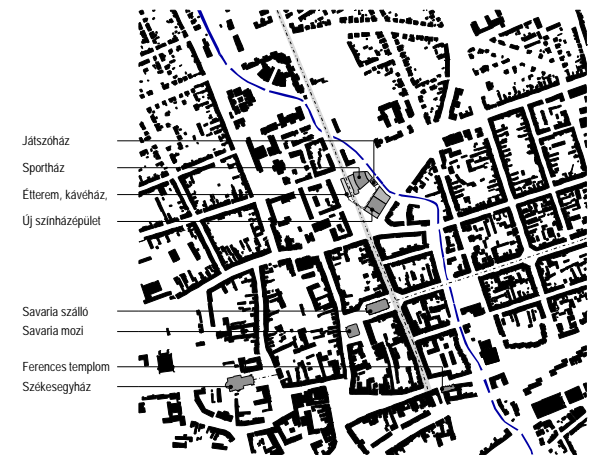 Játszóház
Sportház
Étterem, kávéház,
Új színházépület
Savaria szálló
Savaria mozi
Ferences templom
Székesegyház